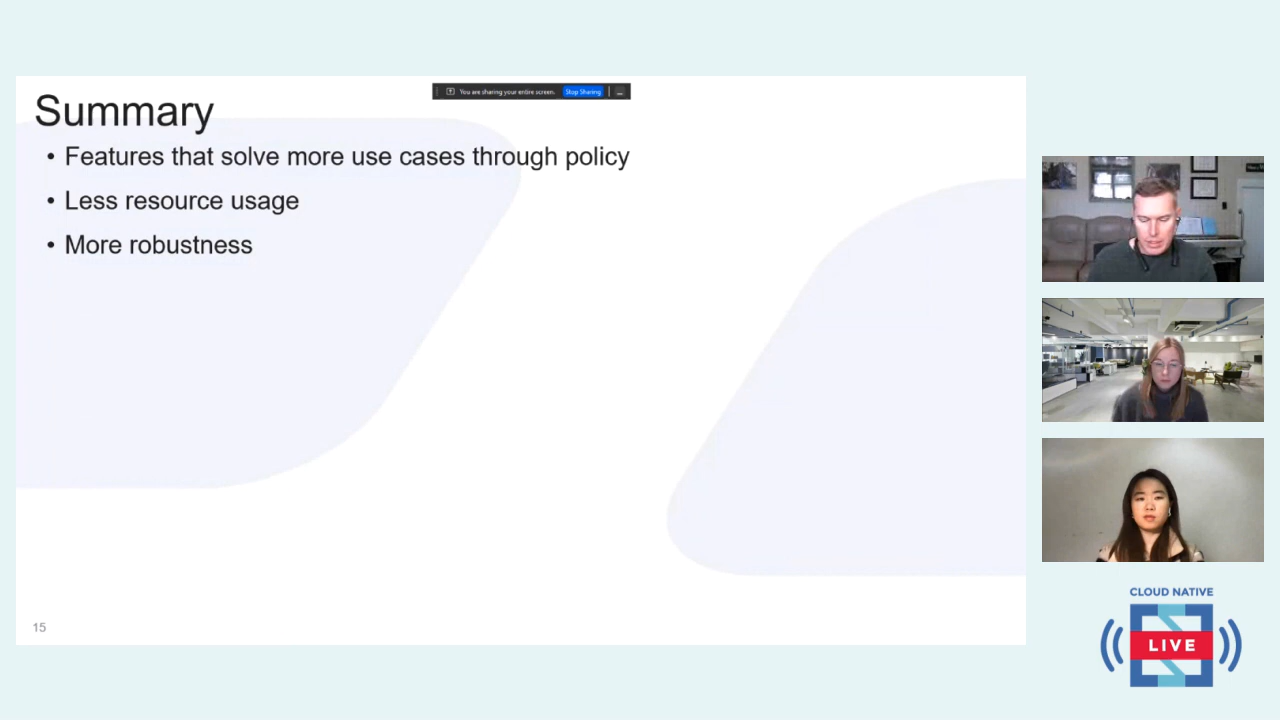 You are sharing your entire screen. Stop Sharing
Summary
• Features that solve more use cases through policy
• Less resource usage
• More robustness
15
CLOUD NATIVE
LIVE